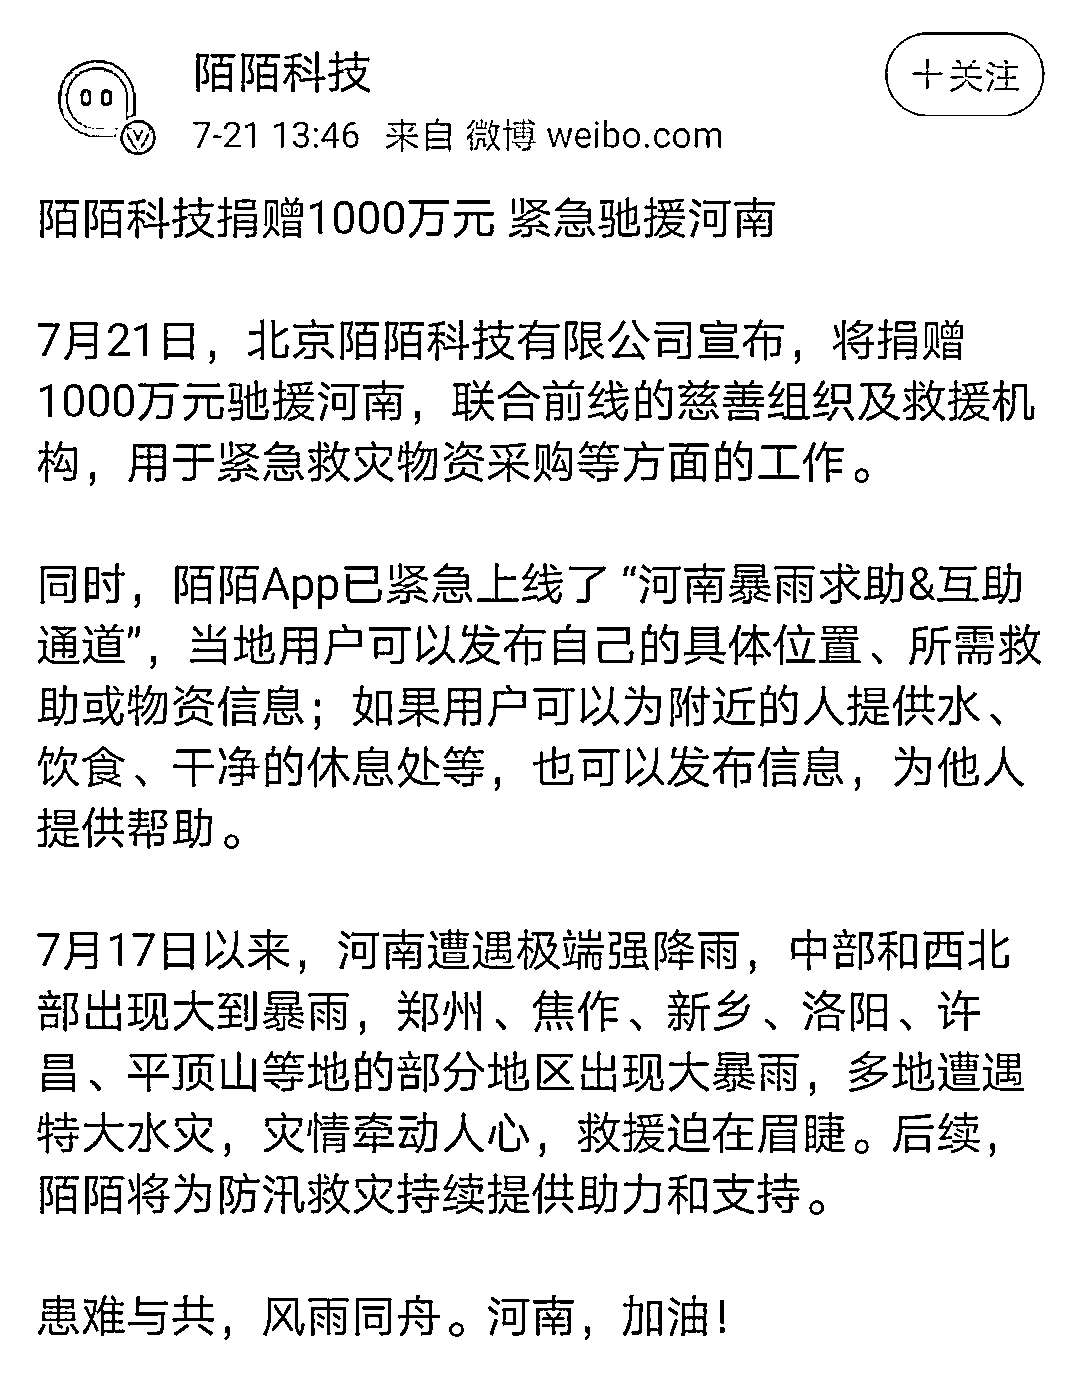 陌陌科技
+关注
7-21 13:46 来自 微博 weibo.com
陌陌科技捐赠1000万元 紧急驰援河南
7月21日，北京陌陌科技有限公司宣布，将捐赠
1000万元驰援河南，联合前线的慈善组织及救援机
构，用于紧急救灾物资采购等方面的工作。
同时，陌陌App已紧急上线了 “河南暴雨求助&互助
通道”，当地用户可以发布自己的具体位置、所需救
助或物资信息；如果用户可以为附近的人提供水、
饮食、干净的休息处等，也可以发布信息，为他人
提供帮助。
7月17日以来，河南遭遇极端强降雨，中部和西北
部出现大到暴雨，郑州、焦作、新乡、洛阳、许
昌、平顶山等地的部分地区出现大暴雨，多地遭遇
特大水灾，灾情牵动人心，救援迫在眉睫。后续，
陌陌将为防汛救灾持续提供助力和支持。
患难与共，风雨同舟。河南，加油！